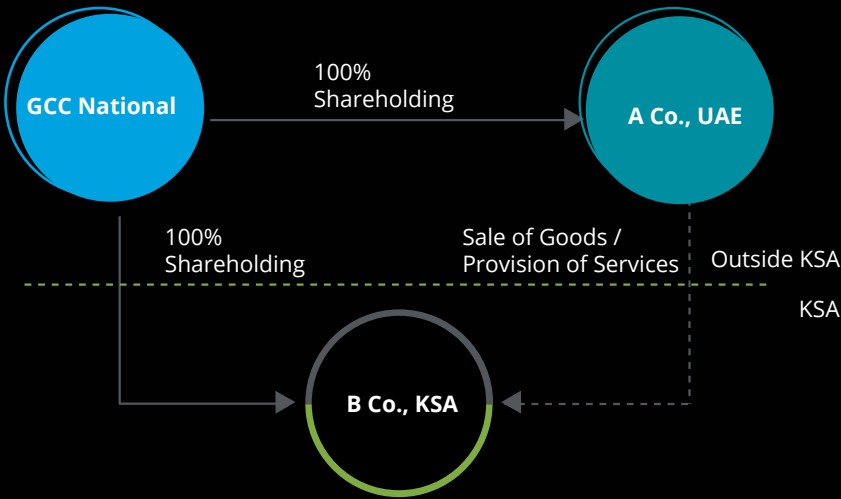 GCC National
100%
Shareholding
A Co., UAE
100%
Shareholding
Sale of Goods /
Provision of Services
Outside KSA
KSA
B Co., KSA